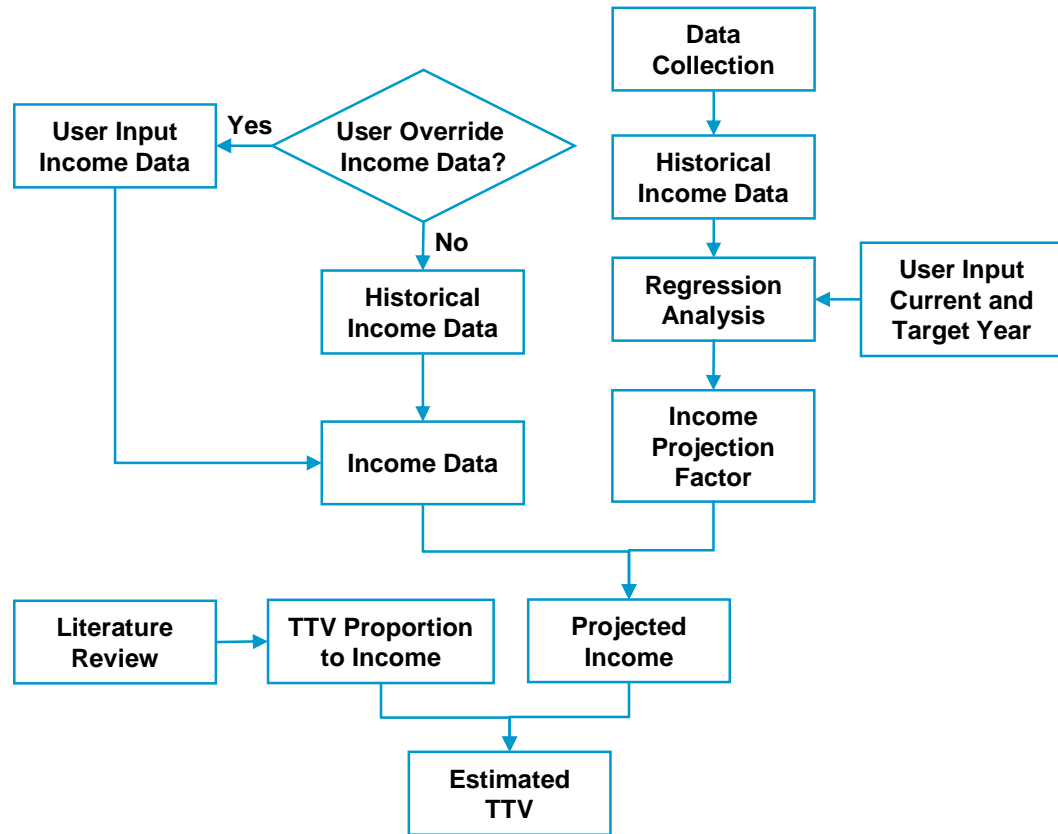 Data
Collection
User Input
Income Data
Yes
User Override
Income Data?
Historical
Income Data
No
Historical
Income Data
Regression
Analysis
User Input
Current and
Target Year
Income Data
Income
Projection
Factor
Literature
Review
TTV Proportion
to Income
Projected
Income
Estimated
TTV